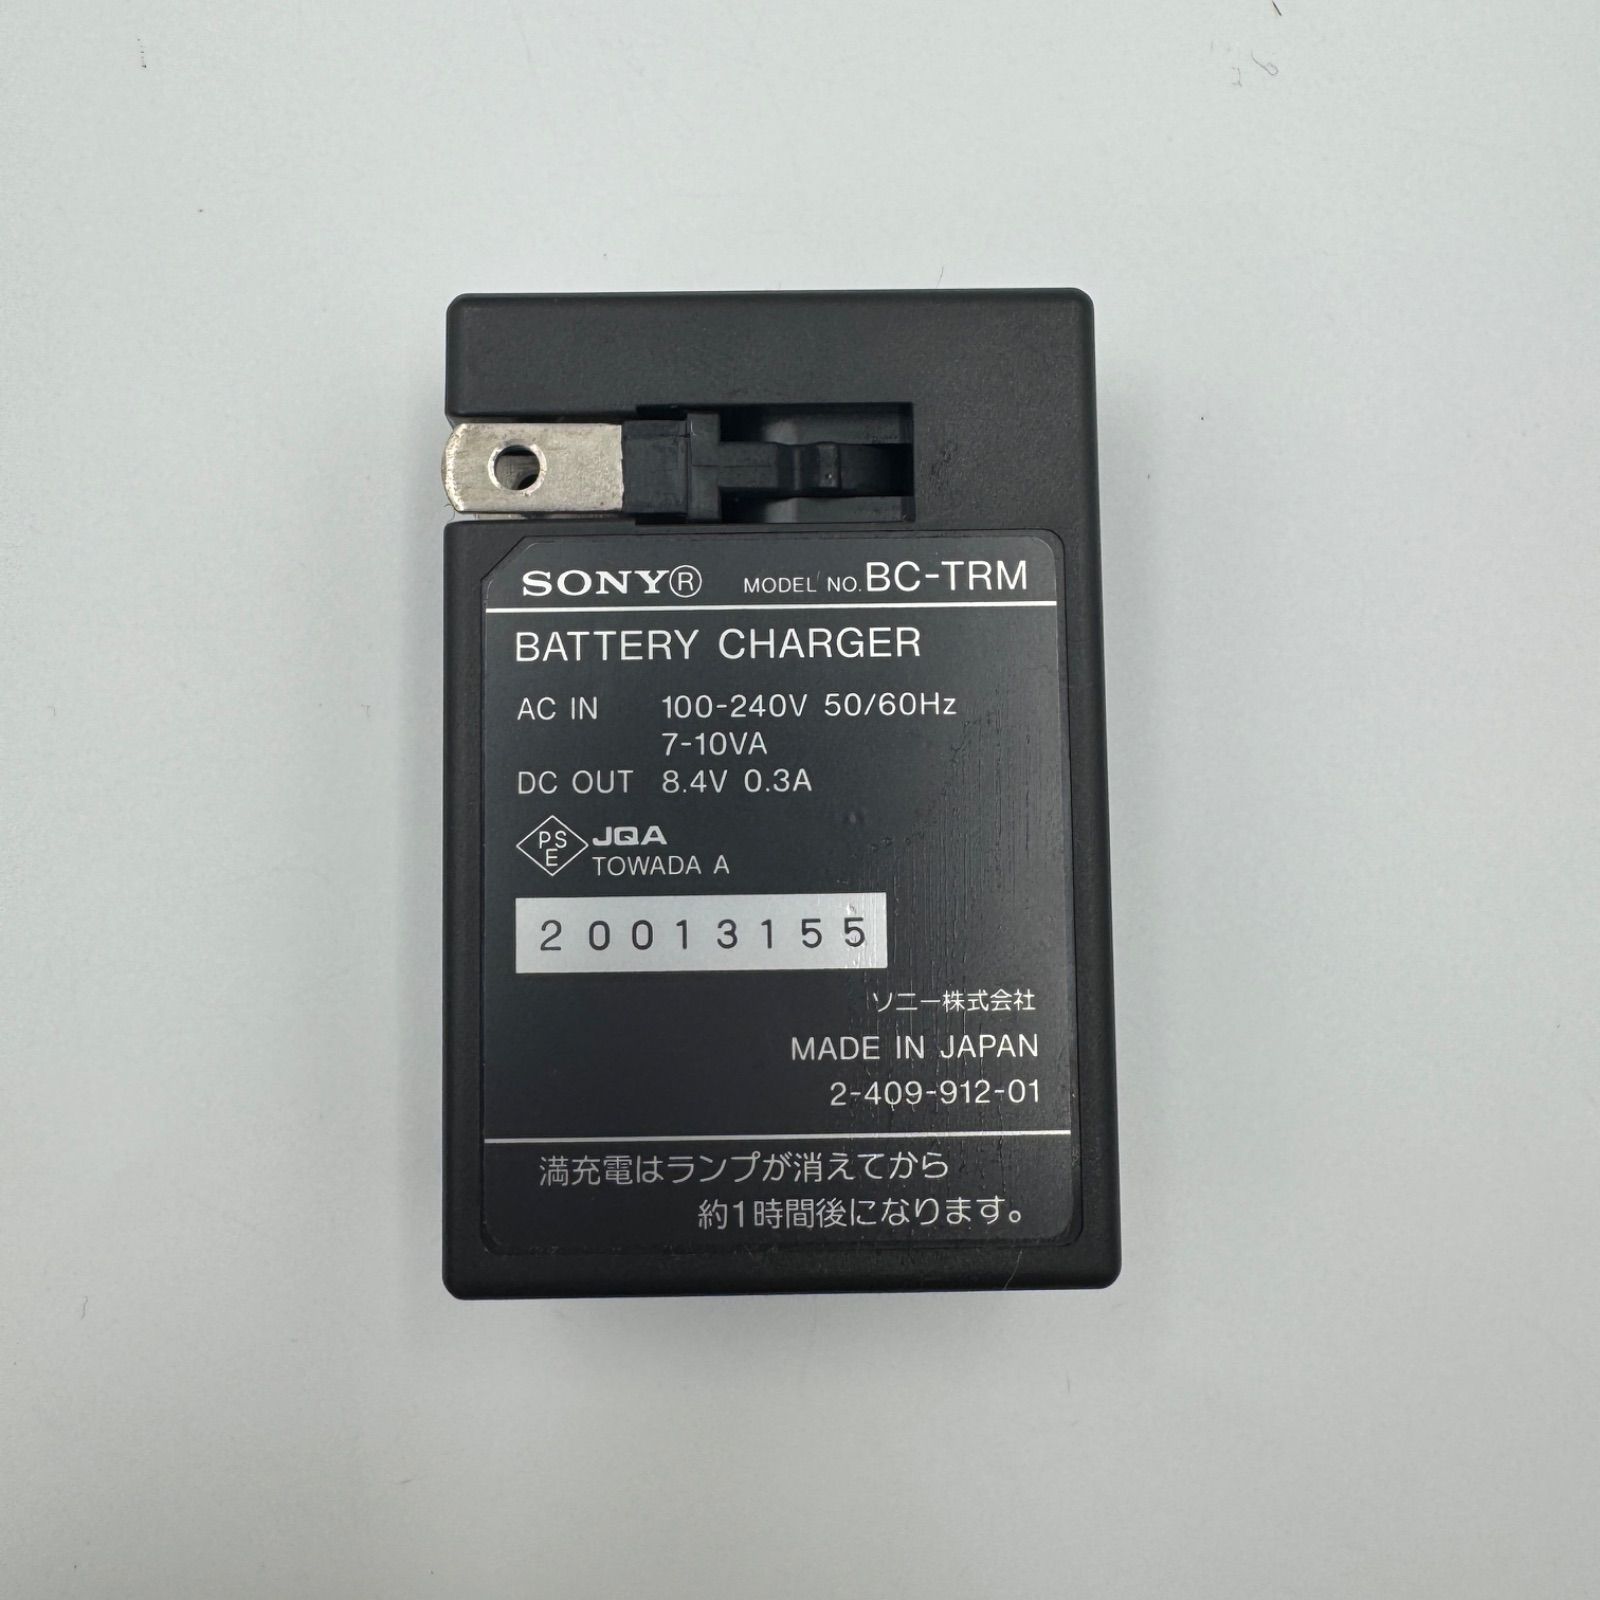 SONY® MODEL NO. BC-TRM
BATTERY CHARGER
AC IN 100-240V 50/60Hz
7-10VA
DC OUT 8.4V 0.3A
PSE JQA
TOWADA A
20013155
ソニー株式会社
MADE IN JAPAN
2-409-912-01
満充電はランプが消えてから
約1時間後になります。